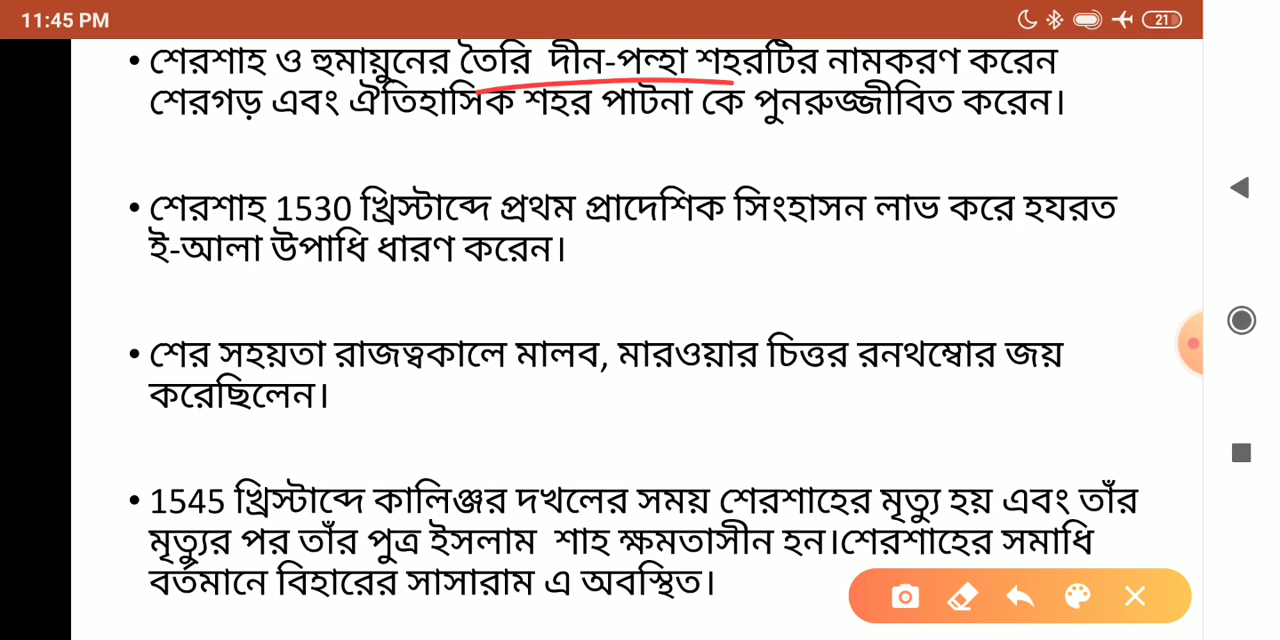 11:45 PM
21
• শেরশাহ ও হুমায়ুনের তৈরি দীন-পন্হা শহরটির নামকরণ করেন
শেরগড় এবং ঐতিহাসিক শহর পাটনা কে পুনরুজ্জীবিত করেন।
• শেরশাহ 1530 খ্রিস্টাব্দে প্রথম প্রাদেশিক সিংহাসন লাভ করে হযরত
ই-আলা উপাধি ধারণ করেন।
• শের সহয়তা রাজত্বকালে মালব, মারওয়ার চিত্তর রনথম্বোর জয়
করেছিলেন।
• 1545 খ্রিস্টাব্দে কালিঞ্জর দখলের সময় শেরশাহের মৃত্যু হয় এবং তাঁর
মৃত্যুর পর তাঁর পুত্র ইসলাম শাহ ক্ষমতাসীন হন।শেরশাহের সমাধি
বর্তমানে বিহারের সাসারাম এ অবস্থিত।